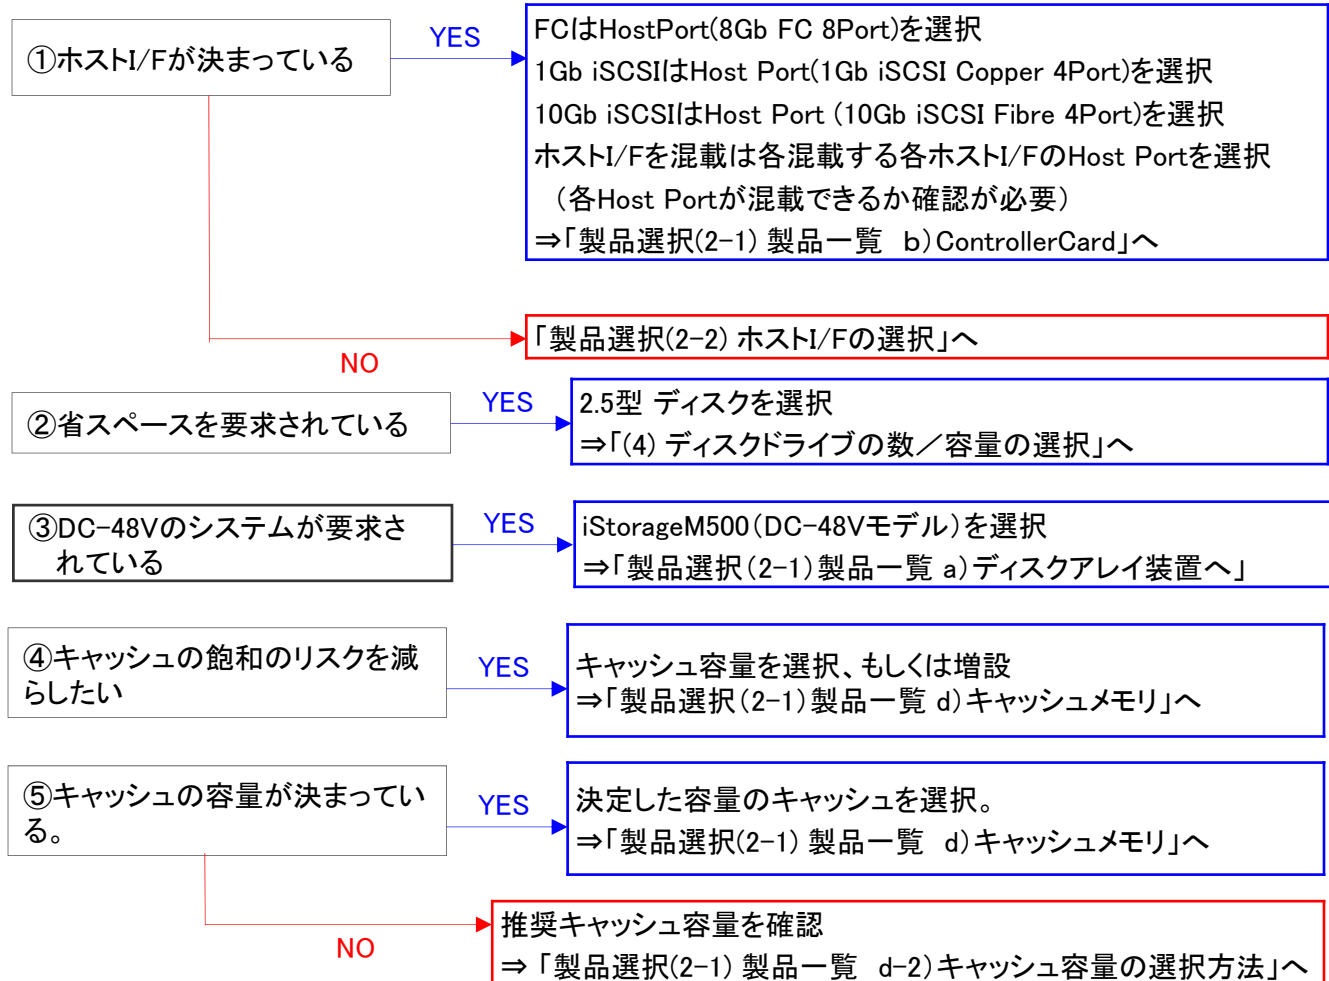 ①ホストI/Fが決まっている
YES
FCはHostPort(8Gb FC 8Port)を選択
1Gb iSCSIはHost Port(1Gb iSCSI Copper 4Port)を選択
10Gb iSCSIはHost Port (10Gb iSCSI Fibre 4Port)を選択
ホストI/Fを混載は各混載する各ホストI/FのHost Portを選択
（各Host Portが混載できるか確認が必要）
⇒「製品選択(2-1) 製品一覧　b）ControllerCard」へ
NO
「製品選択(2-2) ホストI/Fの選択」へ
②省スペースを要求されている
YES
2.5型 ディスクを選択
⇒「(4) ディスクドライブの数／容量の選択」へ
③DC-48Vのシステムが要求さ
れている
YES
iStorageM500（DC-48Vモデル）を選択
⇒「製品選択（2-1）製品一覧 a）ディスクアレイ装置へ」
④キャッシュの飽和のリスクを減
らしたい
YES
キャッシュ容量を選択、もしくは増設
⇒「製品選択（2-1）製品一覧 d）キャッシュメモリ」へ
⑤キャッシュの容量が決まってい
る。
YES
決定した容量のキャッシュを選択。
⇒「製品選択(2-1) 製品一覧　d）キャッシュメモリ」へ
NO
推奨キャッシュ容量を確認
⇒ 「製品選択(2-1) 製品一覧　d-2）キャッシュ容量の選択方法」へ